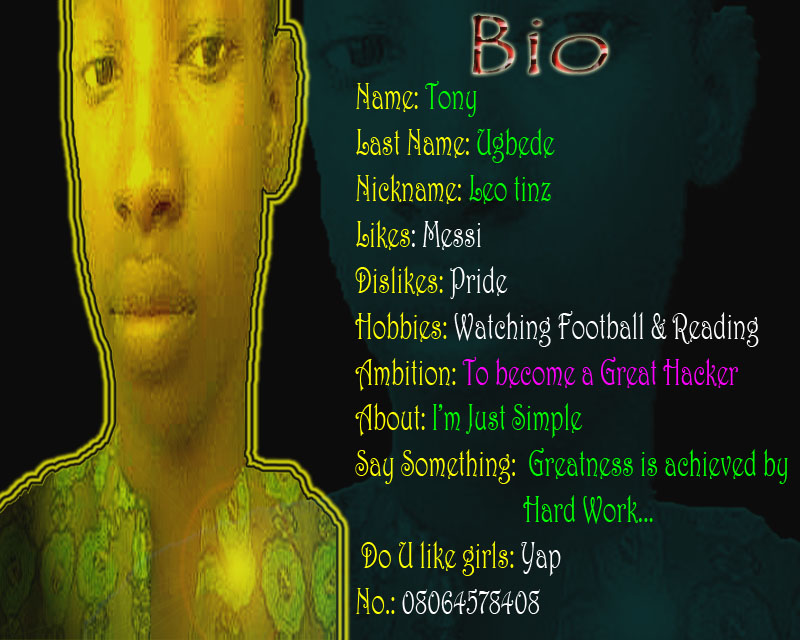 Bio
Name: Tony
Last Name: Ugbede
Nickname: Leo tinz
Likes: Messi
Dislikes: Pride
Hobbies: Watching Football & Reading
Ambition: To become a Great Hacker
About: I'm Just Simple
Say Something: Greatness is achieved by
Hard Work...
Do U like girls: Yap
No.: 08064578408